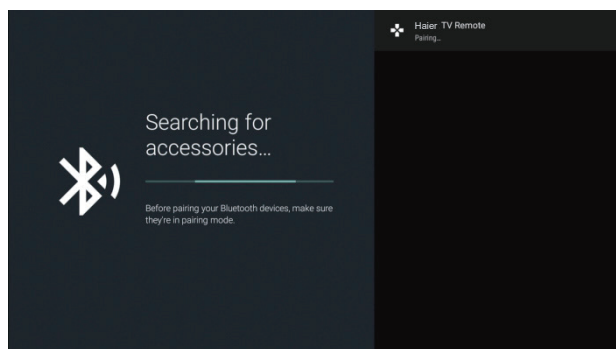 Searching for
accessories...
Before pairing your Bluetooth devices, make sure
they're in pairing mode.
Haier TV Remote
Pairing...